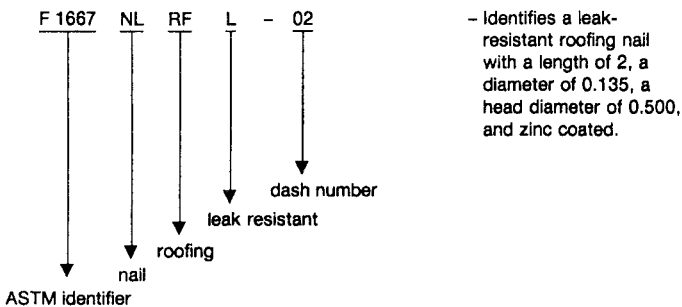 F 1667 NL RF L – 02
– Identifies a leak-
resistant roofing nail
with a length of 2, a
diameter of 0.135, a
head diameter of 0.500,
and zinc coated.
dash number
leak resistant
roofing
nail
ASTM identifier